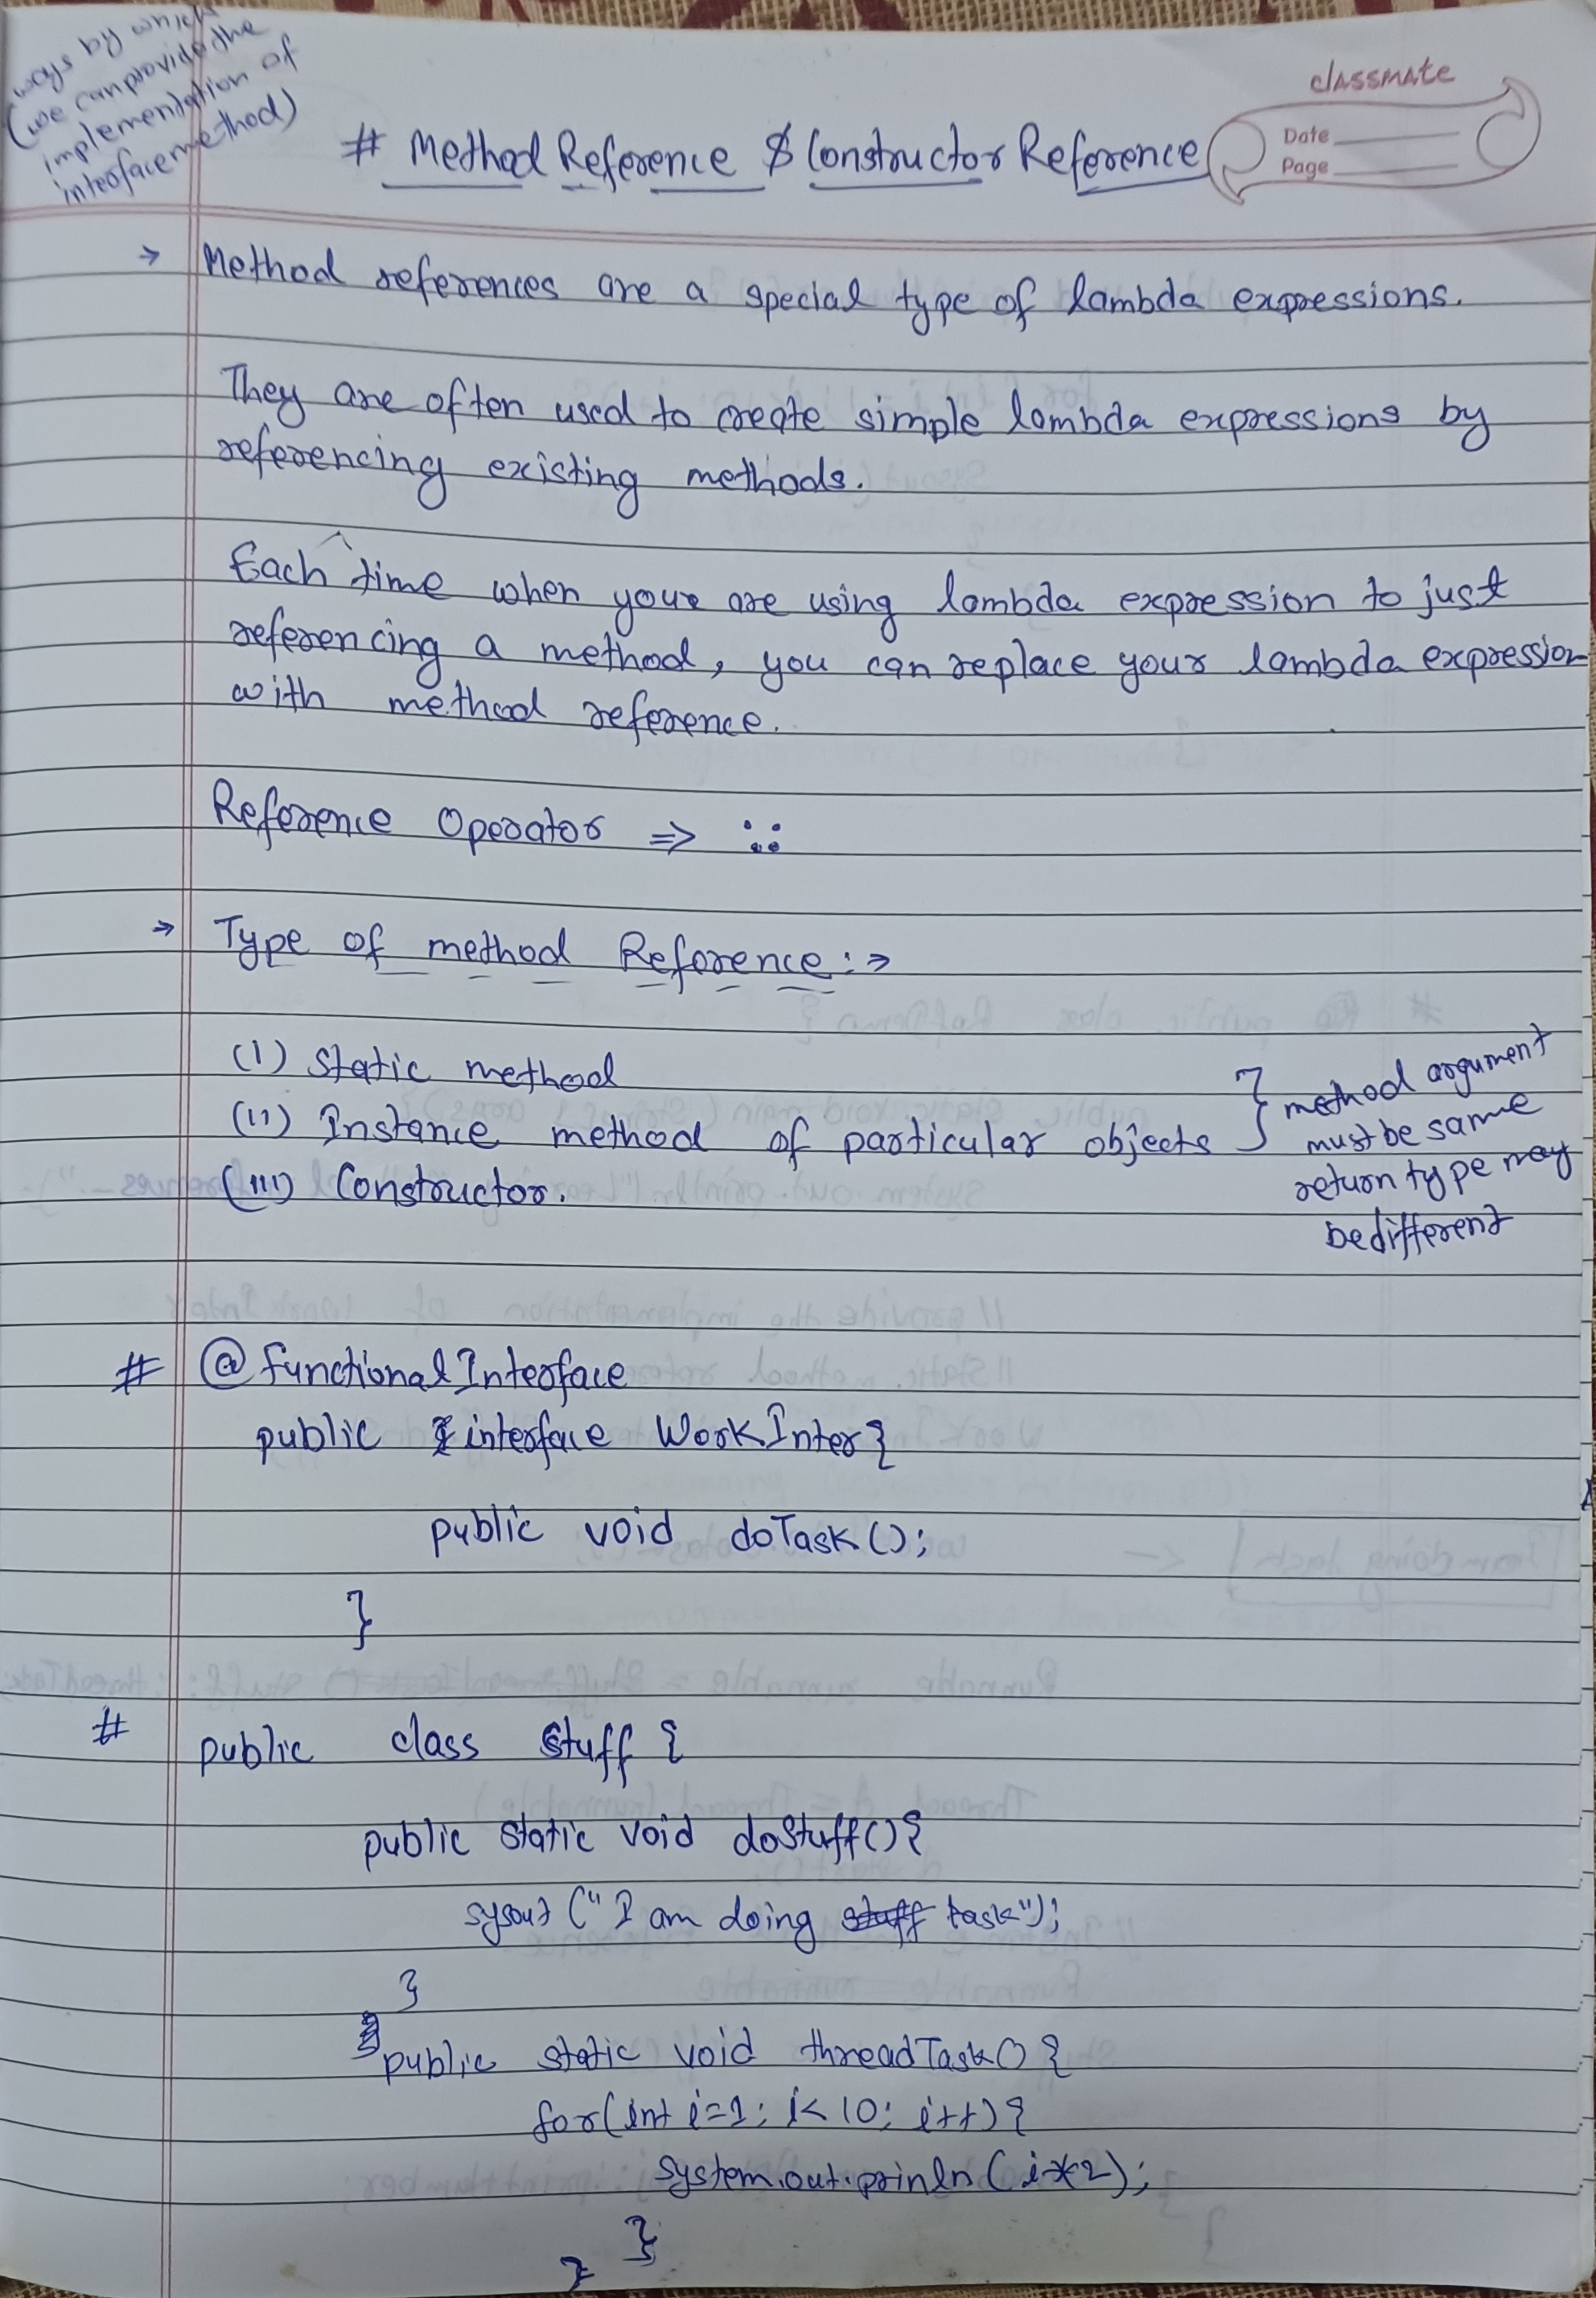 ways by which
(we can provide the
implementation of
interface method)
classmate
Date
Page
# Method Reference & Constructor Reference
→ Method references are a special type of lambda expressions.
They are often used to create simple lambda expressions by
referencing existing methods.
Each time when your are using lambda expression to just
referencing a method, you can replace your lambda expression
with method reference.
Reference Operator ⇒ ::
→ Type of method Reference :→
(I) Static method
(II) Instance method of particular objects
(III) Constructor.
} method argument
must be same
return type may
be different
# @ functional Interface
public interface WorkInter {
public void doTask ();
}
# public class Stuff {
public static void doStuff() {
sysout ("I am doing stuff task");
}
public static void threadTask() {
for(int i=1; i<10; i++) {
system.out.prinln (i*2);
}
}